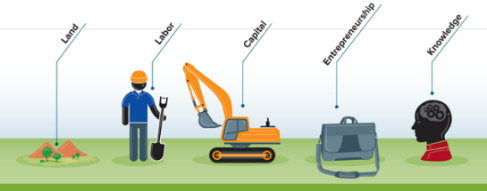 Land
Labor
Capital
Entrepreneurship
Knowledge